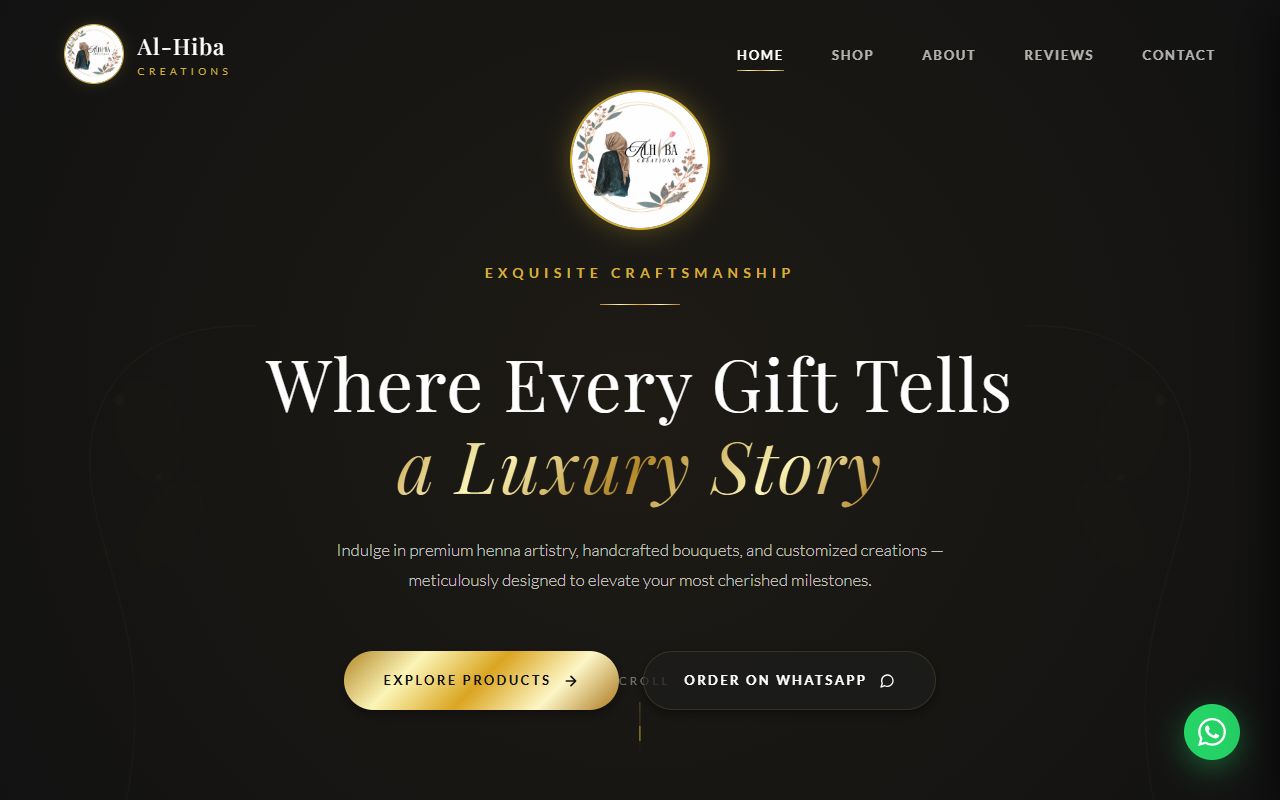 Al-Hiba
CREATIONS
HOME
SHOP
ABOUT
REVIEWS
CONTACT
CREATIONS
EXQUISITE CRAFTSMANSHIP
Where Every Gift Tells
a Luxury Story
Indulge in premium henna artistry, handcrafted bouquets, and customized creations —
meticulously designed to elevate your most cherished milestones.
EXPLORE PRODUCTS
ORDER ON WHATSAPP